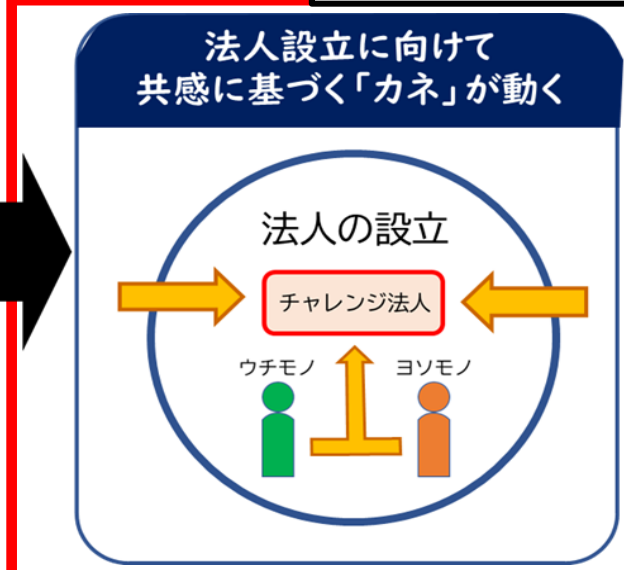 法人設立に向けて
共感に基づく「カネ」が動く
法人の設立
チャレンジ法人
ウチモノ
ヨソモノ